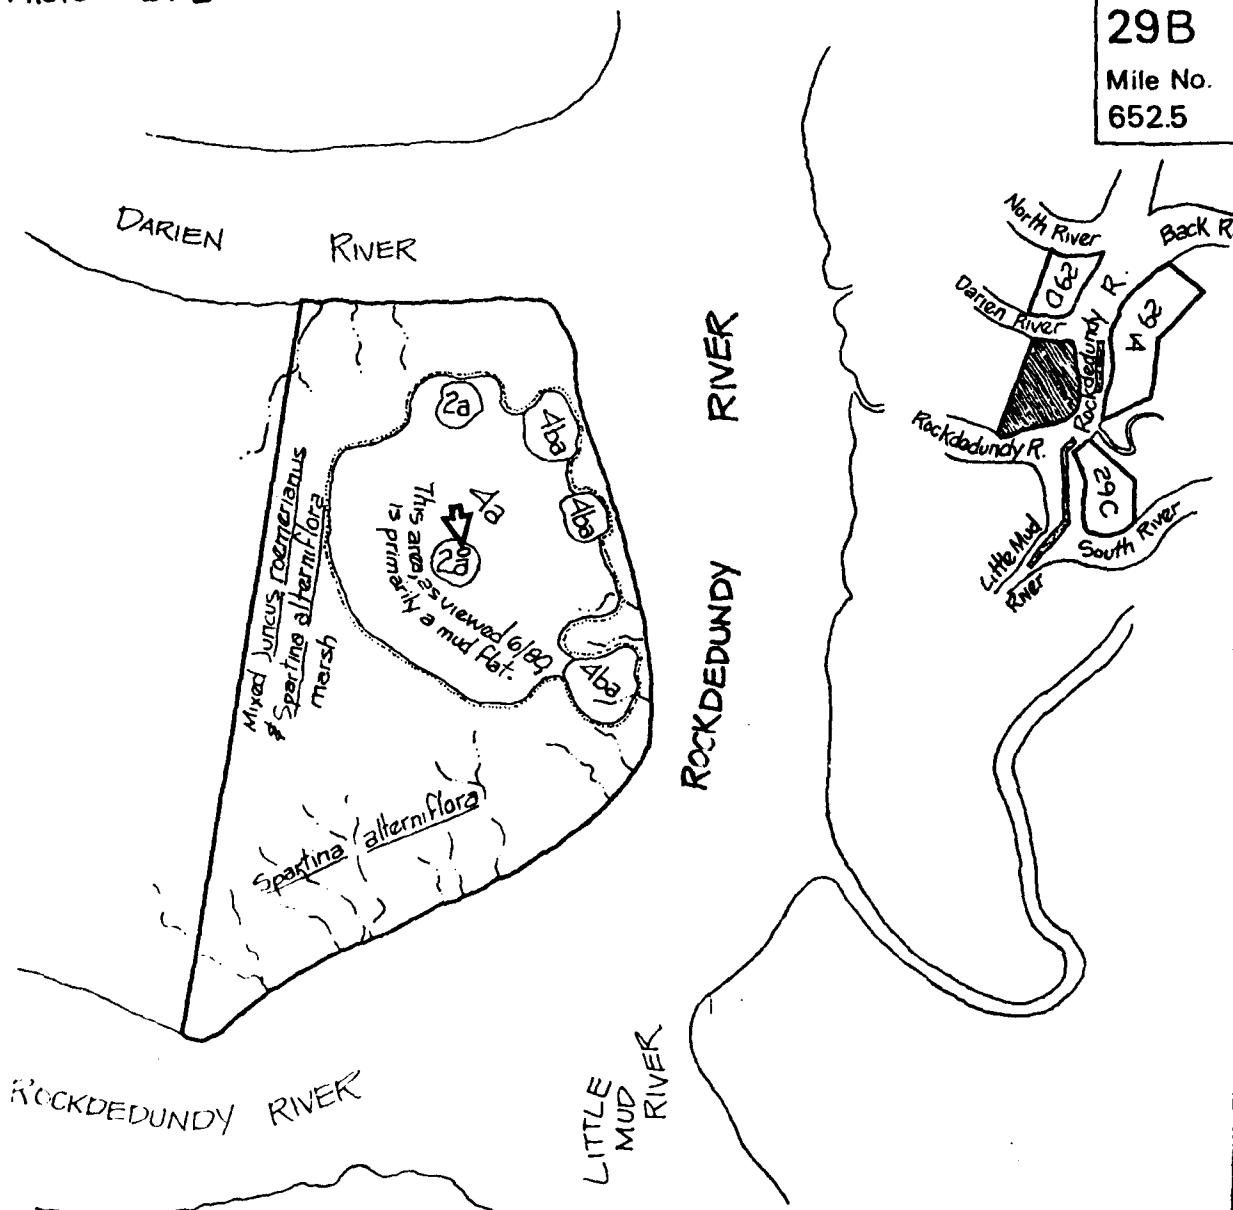 29B
Mile No.
652.5
DARIEN RIVER
North River
Back R
29D
R.
Darien River
29A
Rockdedundy
RIVER
ROCKDEDUNDY
2a
4ba
4a
4ba
2a
This area, as viewed 6/80,
is primarily a mud flat.
4ba
Mixed Juncus roemerianus
& Spartina alterniflora
marsh
Spartina alterniflora
Rockdedundy R.
29C
South River
Little Mud
River
ROCKDEDUNDY RIVER
LITTLE
MUD
RIVER